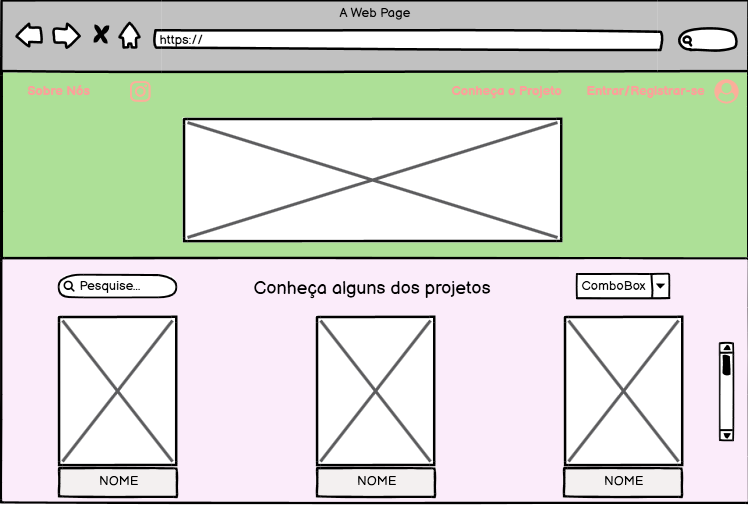 A Web Page
https://
Sobre Nós
Conheça o Projeto
Entrar/Registrar-se
Pesquise...
Conheça alguns dos projetos
ComboBox
NOME
NOME
NOME